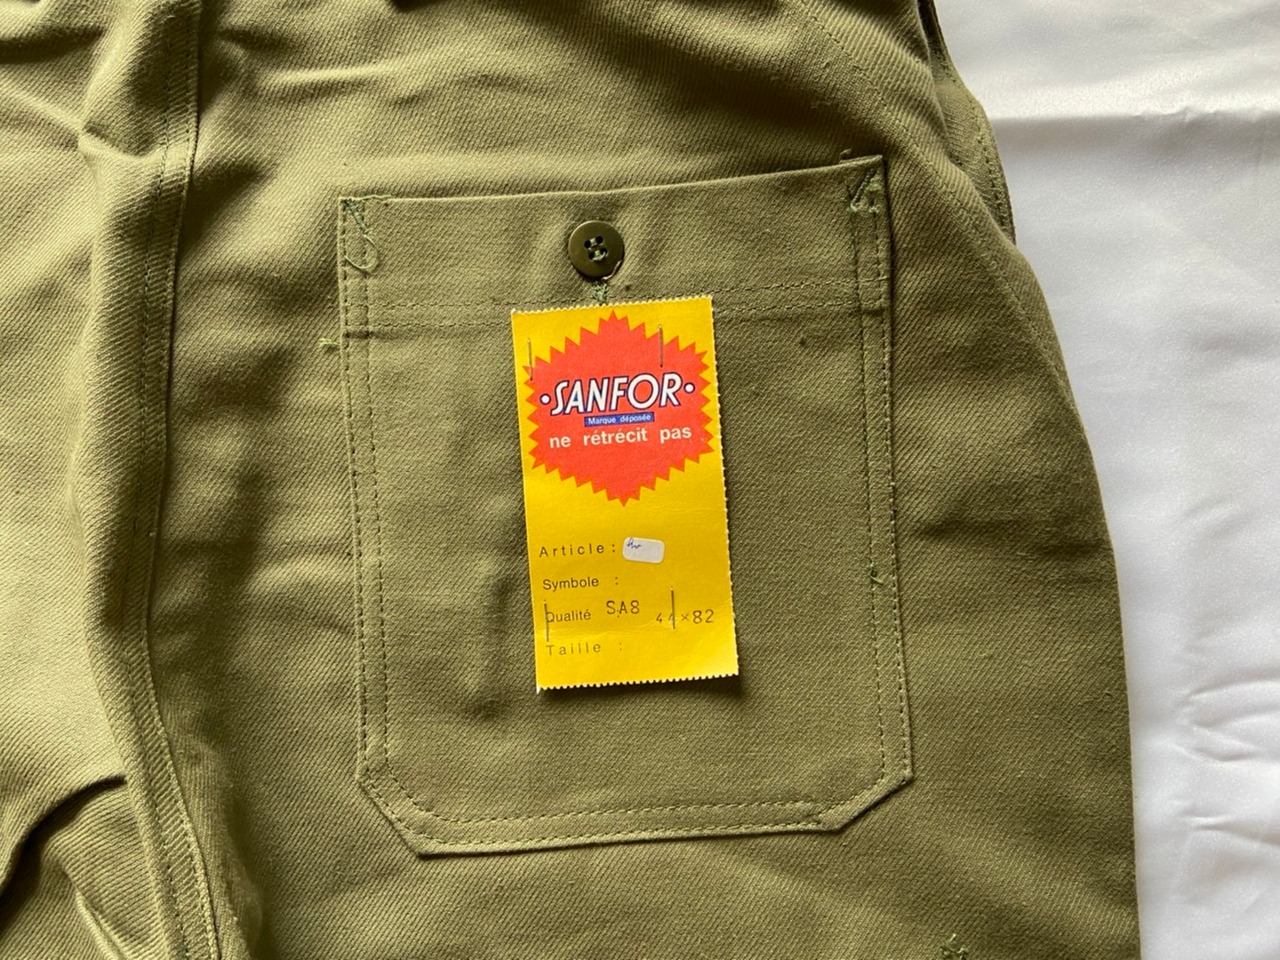 ·SANFOR·
Marque déposée
ne rétrécit pas
Article :
Symbole :
Qualité SA8 44×82
Taille :